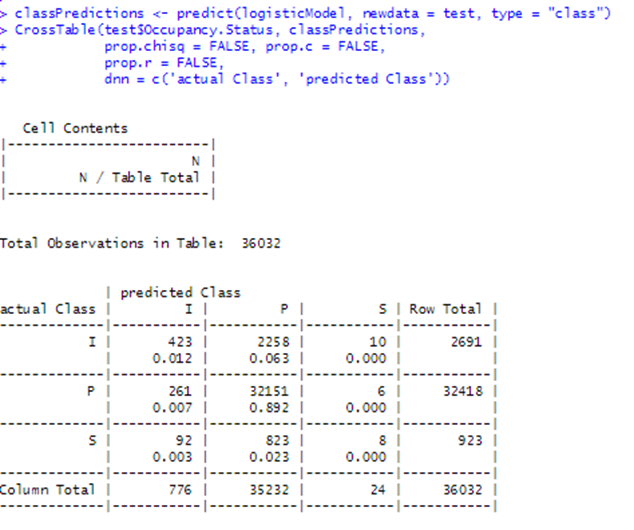 > classPredictions <- predict(logisticModel, newdata = test, type = "class")
> CrossTable(test$Occupancy.Status, classPredictions,
+            prop.chisq = FALSE, prop.c = FALSE,
+            prop.r = FALSE,
+            dnn = c('actual Class', 'predicted Class'))
   Cell Contents
|-------------------------|
|                       N |
|         N / Table Total |
|-------------------------|
Total Observations in Table:  36032
             | predicted Class
actual Class |         I |         P |         S | Row Total |
-------------|-----------|-----------|-----------|-----------|
           I |       423 |      2258 |        10 |      2691 |
             |     0.012 |     0.063 |     0.000 |           |
-------------|-----------|-----------|-----------|-----------|
           P |       261 |     32151 |         6 |     32418 |
             |     0.007 |     0.892 |     0.000 |           |
-------------|-----------|-----------|-----------|-----------|
           S |        92 |       823 |         8 |       923 |
             |     0.003 |     0.023 |     0.000 |           |
-------------|-----------|-----------|-----------|-----------|
Column Total |       776 |     35232 |        24 |     36032 |
-------------|-----------|-----------|-----------|-----------|